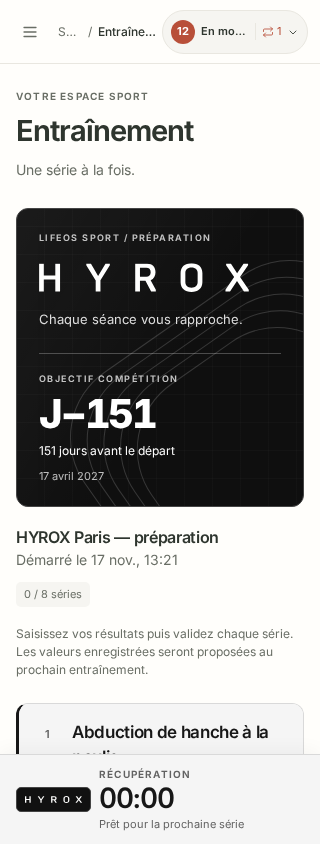 S... / Entraîne... 12 En mo... 1
VOTRE ESPACE SPORT
Entraînement
Une série à la fois.
LIFEOS SPORT / PRÉPARATION
HYROX
Chaque séance vous rapproche.
OBJECTIF COMPÉTITION
J–151
151 jours avant le départ
17 avril 2027
HYROX Paris — préparation
Démarré le 17 nov., 13:21
0 / 8 séries
Saisissez vos résultats puis validez chaque série.
Les valeurs enregistrées seront proposées au
prochain entraînement.
1 Abduction de hanche à la
RÉCUPÉRATION
HYROX 00:00
Prêt pour la prochaine série